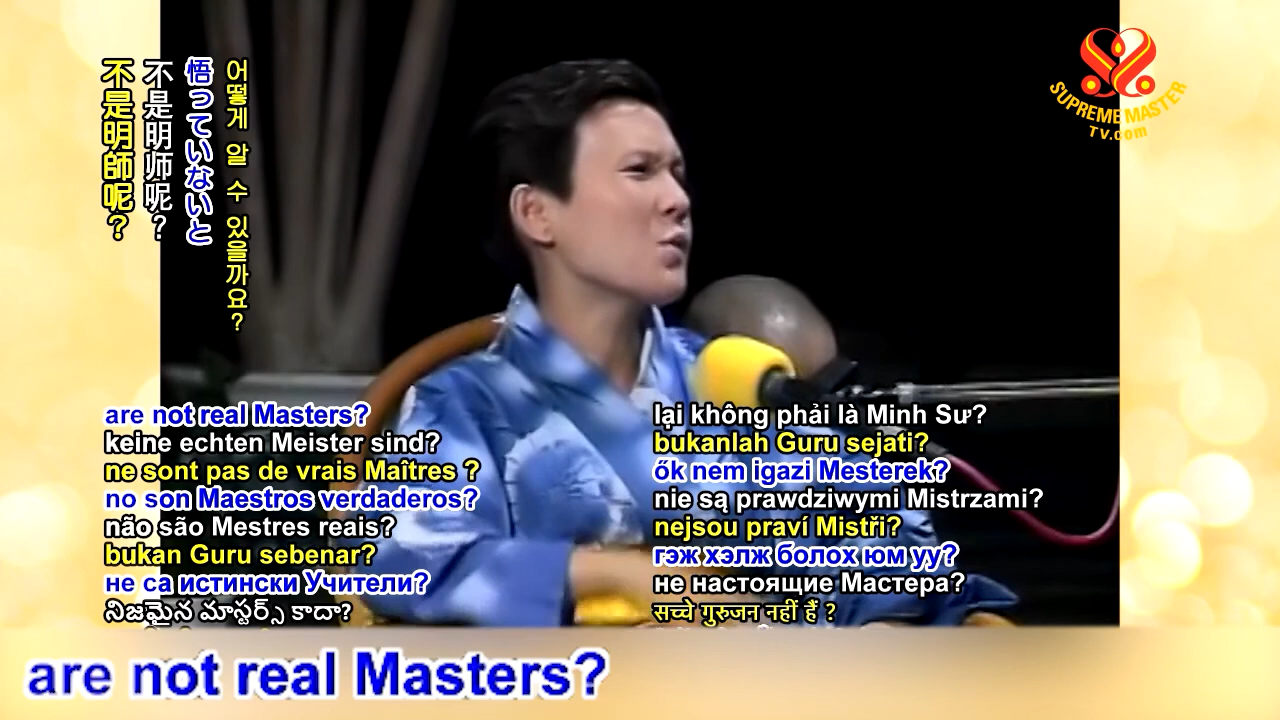 어떻게 알 수 있을까요?
悟っていないと
不是明师呢？
不是明師呢？
SUPREME MASTER
TV.com
are not real Masters?
keine echten Meister sind?
ne sont pas de vrais Maîtres ?
no son Maestros verdaderos?
não são Mestres reais?
bukan Guru sebenar?
не са истински Учители?
నిజమైన మాస్టర్స్ కాదా?
lại không phải là Minh Sư?
bukanlah Guru sejati?
ők nem igazi Mesterek?
nie są prawdziwymi Mistrzami?
nejsou praví Mistři?
гэж хэлж болох юм уу?
не настоящие Мастера?
सच्चे गुरुजन नहीं हैं ?
are not real Masters?